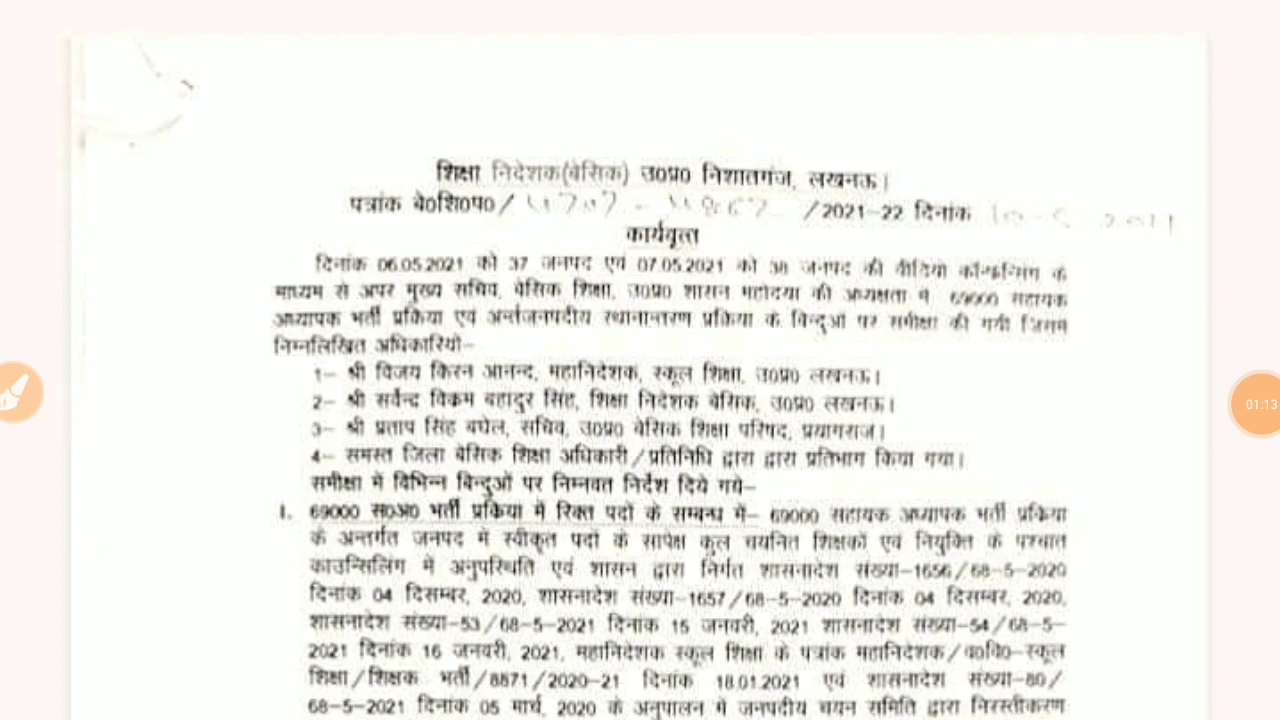 शिक्षा निदेशक(बेसिक) उ0प्र0 निशातगंज, लखनऊ।
पत्रांक बे0शि0प0/ /2021-22 दिनांक
कार्यवृत्त
दिनांक 06.05.2021 को 37 जनपद एवं 07.05.2021 को 38 जनपद की वीडियो कॉन्फ्रेन्सिंग के
माध्यम से अपर मुख्य सचिव, बेसिक शिक्षा, उ0प्र0 शासन महोदया की अध्यक्षता में 69000 सहायक
अध्यापक भर्ती प्रकिया एवं अर्न्तजनपदीय स्थानान्तरण प्रकिया के बिन्दुओं पर समीक्षा की गयी जिसमें
निम्नलिखित अधिकारियों-
1- श्री विजय किरन आनन्द, महानिदेशक, स्कूल शिक्षा, उ0प्र0 लखनऊ।
2- श्री सर्वेन्द्र विकम बहादुर सिंह, शिक्षा निदेशक बेसिक, उ0प्र0 लखनऊ।
3- श्री प्रताप सिंह बघेल, सचिव, उ0प्र0 बेसिक शिक्षा परिषद, प्रयागराज।
4- समस्त जिला बेसिक शिक्षा अधिकारी/प्रतिनिधि द्वारा द्वारा प्रतिभाग किया गया।
समीक्षा में विभिन्न बिन्दुओं पर निम्नवत निर्देश दिये गये-
1. 69000 स0अ0 भर्ती प्रकिया में रिक्त पदों के सम्बन्ध में- 69000 सहायक अध्यापक भर्ती प्रकिया
के अन्तर्गत जनपद में स्वीकृत पदों के सापेक्ष कुल चयनित शिक्षकों एवं नियुक्ति के पश्चात
काउन्सिलिंग में अनुपस्थिति एवं शासन द्वारा निर्गत शासनादेश संख्या-1656/68-5-2020
दिनांक 04 दिसम्बर, 2020, शासनादेश संख्या-1657/68-5-2020 दिनांक 04 दिसम्बर, 2020,
शासनादेश संख्या-53/68-5-2021 दिनांक 15 जनवरी, 2021 शासनादेश संख्या-54/68-5-
2021 दिनांक 16 जनवरी, 2021, महानिदेशक स्कूल शिक्षा के पत्रांक महानिदेशक/व0वि0-स्कूल
शिक्षा/शिक्षक भर्ती/8871/2020-21 दिनांक 18.01.2021 एवं शासनादेश संख्या-80/
68-5-2021 दिनांक 05 मार्च, 2020 के अनुपालन में जनपदीय चयन समिति द्वारा निरस्तीकरण
01:13